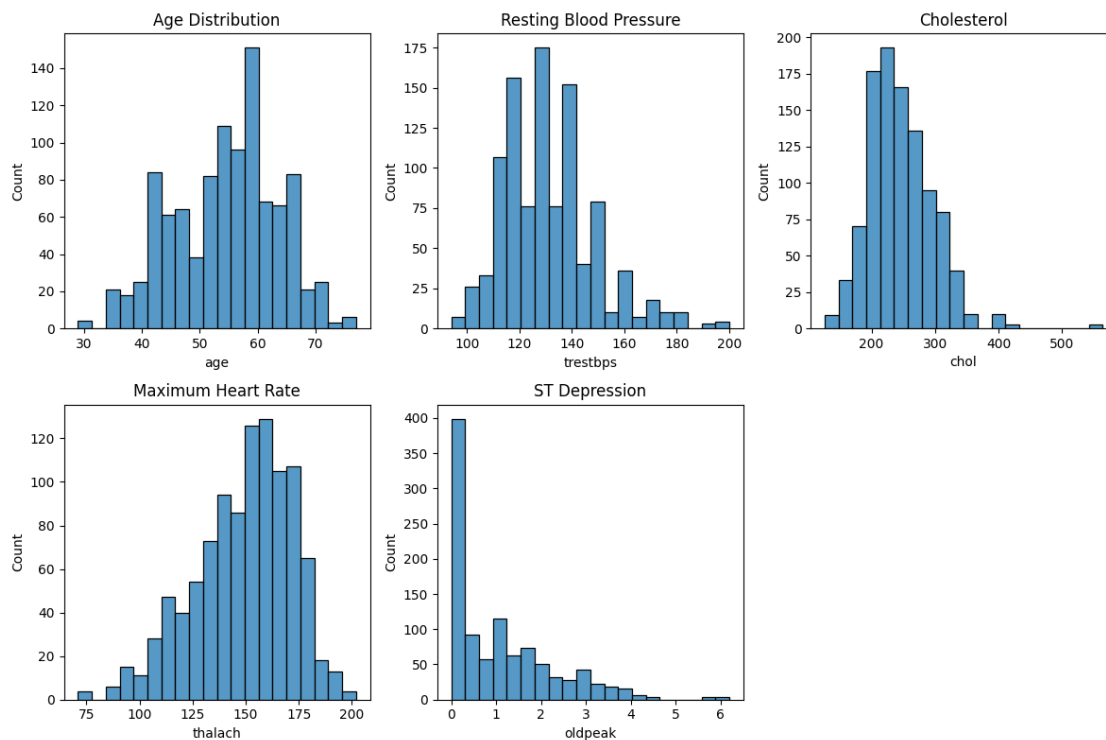 Age Distribution
140
120
100
80
60
40
20
0
Count
30 40 50 60 70
age
Resting Blood Pressure
175
150
125
100
75
50
25
0
Count
100 120 140 160 180 200
trestbps
Cholesterol
200
175
150
125
100
75
50
25
0
Count
200 300 400 500
chol
Maximum Heart Rate
120
100
80
60
40
20
0
Count
75 100 125 150 175 200
thalach
ST Depression
400
350
300
250
200
150
100
50
0
Count
0 1 2 3 4 5 6
oldpeak